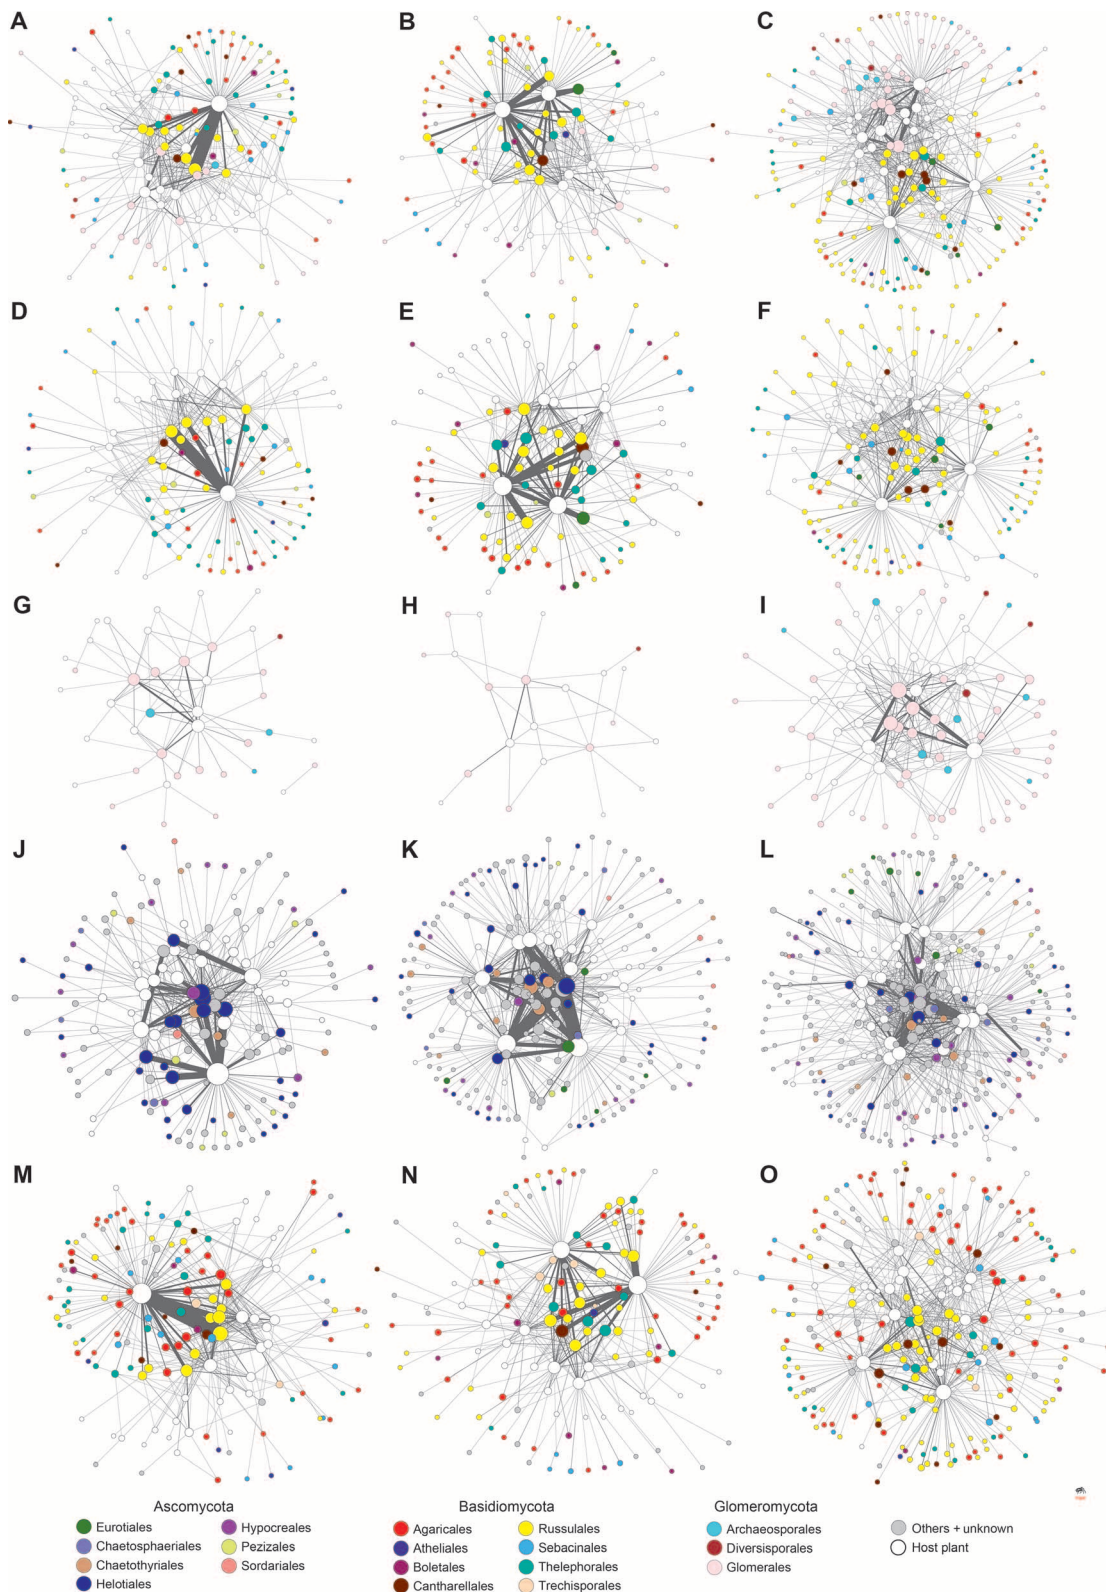 A B C
D E F
G H I
J K L
M N O
Ascomycota Basidiomycota Glomeromycota
Eurotiales Hypocreales Agaricales Russulales Archaeosporales Others + unknown
Chaetosphaeriales Pezizales Atheliales Sebacinales Diversisporales Host plant
Chaetothyriales Sordariales Boletales Thelephorales Glomerales
Helotiales Cantharellales Trechisporales